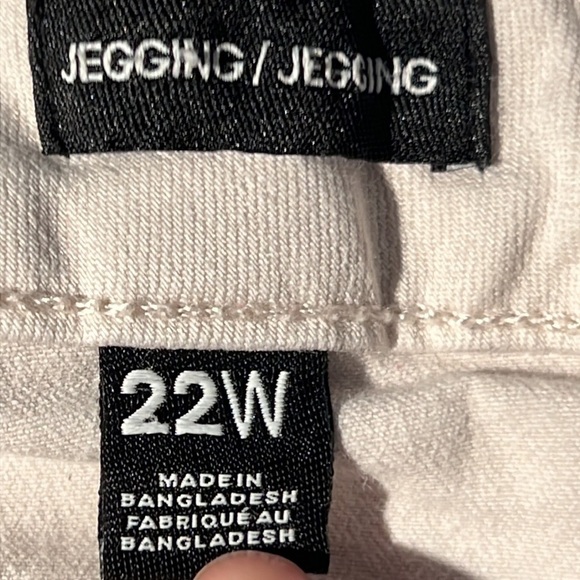 JEGGING / JEGGING
22W
MADE IN
BANGLADESH
FABRIQUÉ AU
BANGLADESH